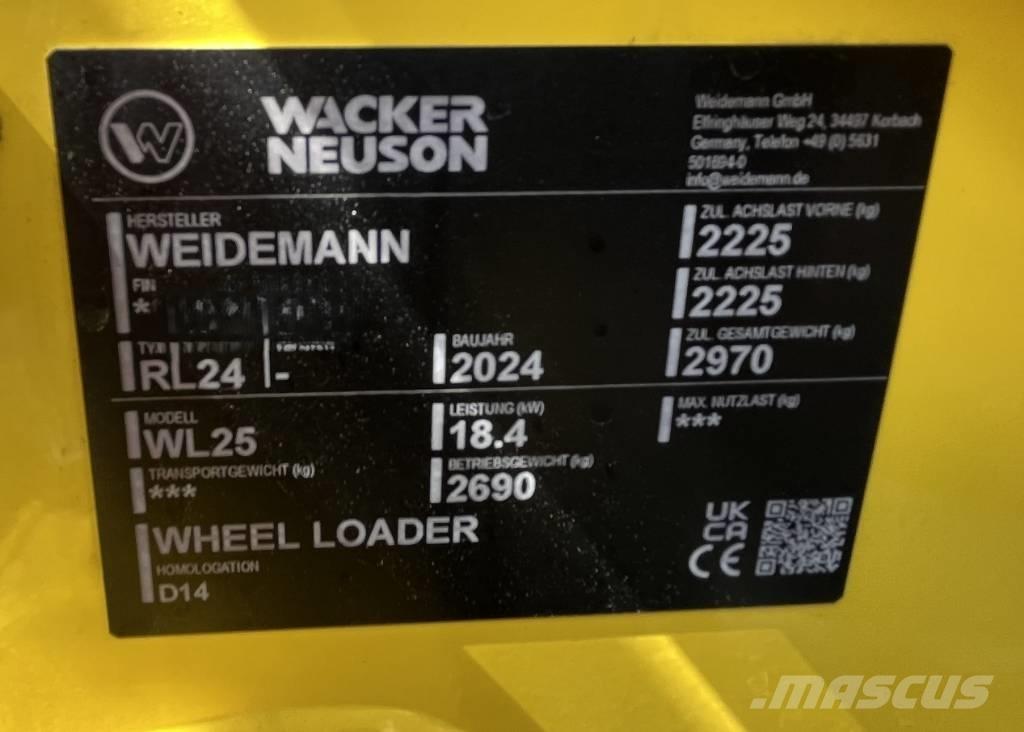 W
WACKER
NEUSON
Weidemann GmbH
Elfringhäuser Weg 24, 34497 Korbach
Germany, Telefon +49 (0) 5631
501694-0
info@weidemann.de
HERSTELLER
WEIDEMANN
FIN
*
ZUL. ACHSLAST VORNE (kg)
2225
ZUL. ACHSLAST HINTEN (kg)
2225
TYP
RL24
-
BAUJAHR
2024
ZUL. GESAMTGEWICHT (kg)
2970
MODELL
WL25
LEISTUNG (kW)
18.4
MAX. NUTZLAST (kg)
***
TRANSPORTGEWICHT (kg)
***
BETRIEBSGEWICHT (kg)
2690
WHEEL LOADER
HOMOLOGATION
D14
UK
CA
CE
MASCUS